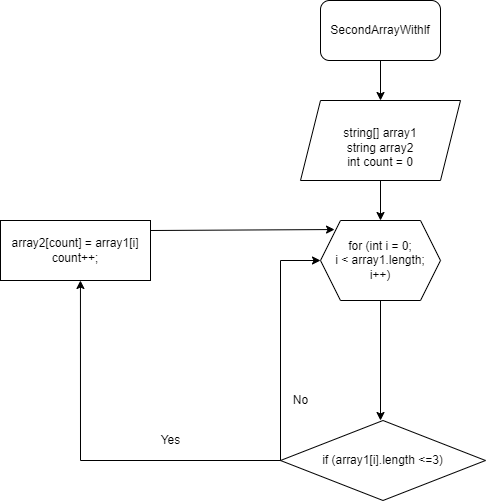 SecondArrayWithIf
string[] array1
string array2
int count = 0
array2[count] = array1[i]
count++;
for (int i = 0;
i < array1.length;
i++)
No
Yes
if (array1[i].length <=3)